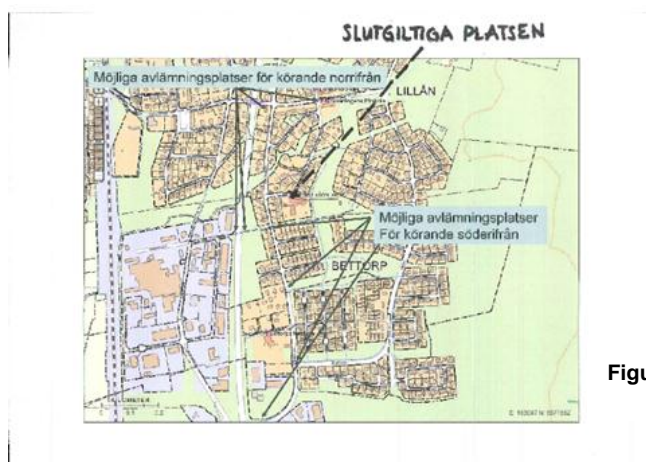 SLUTGILTIGA PLATSEN
Möjliga avlämningsplatser för körande norrifrån
LILLÅN
Möjliga avlämningsplatser
För körande söderifrån
BETTORP
Figu